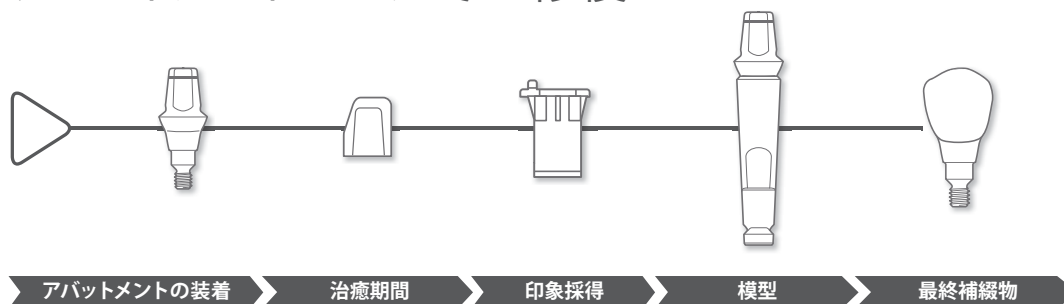 アバットメントの装着
治癒期間
印象採得
模型
最終補綴物